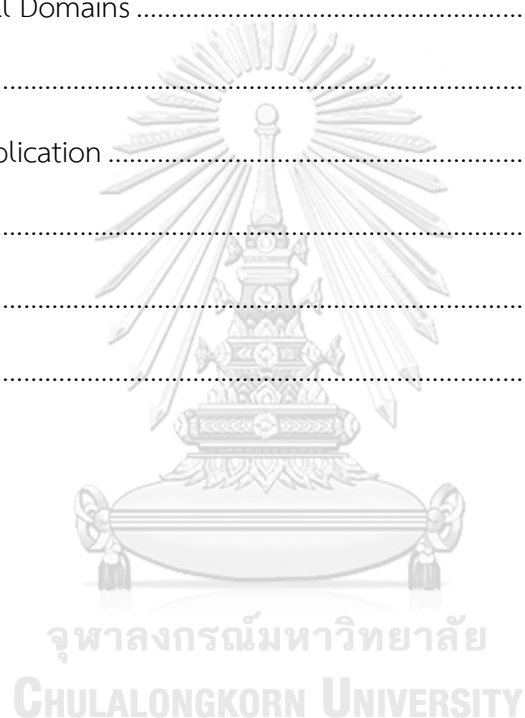 l Domains ................................................................
................................................................................
plication ................................................................
................................................................................
................................................................................
................................................................................
จุฬาลงกรณ์มหาวิทยาลัย
CHULALONGKORN UNIVERSITY